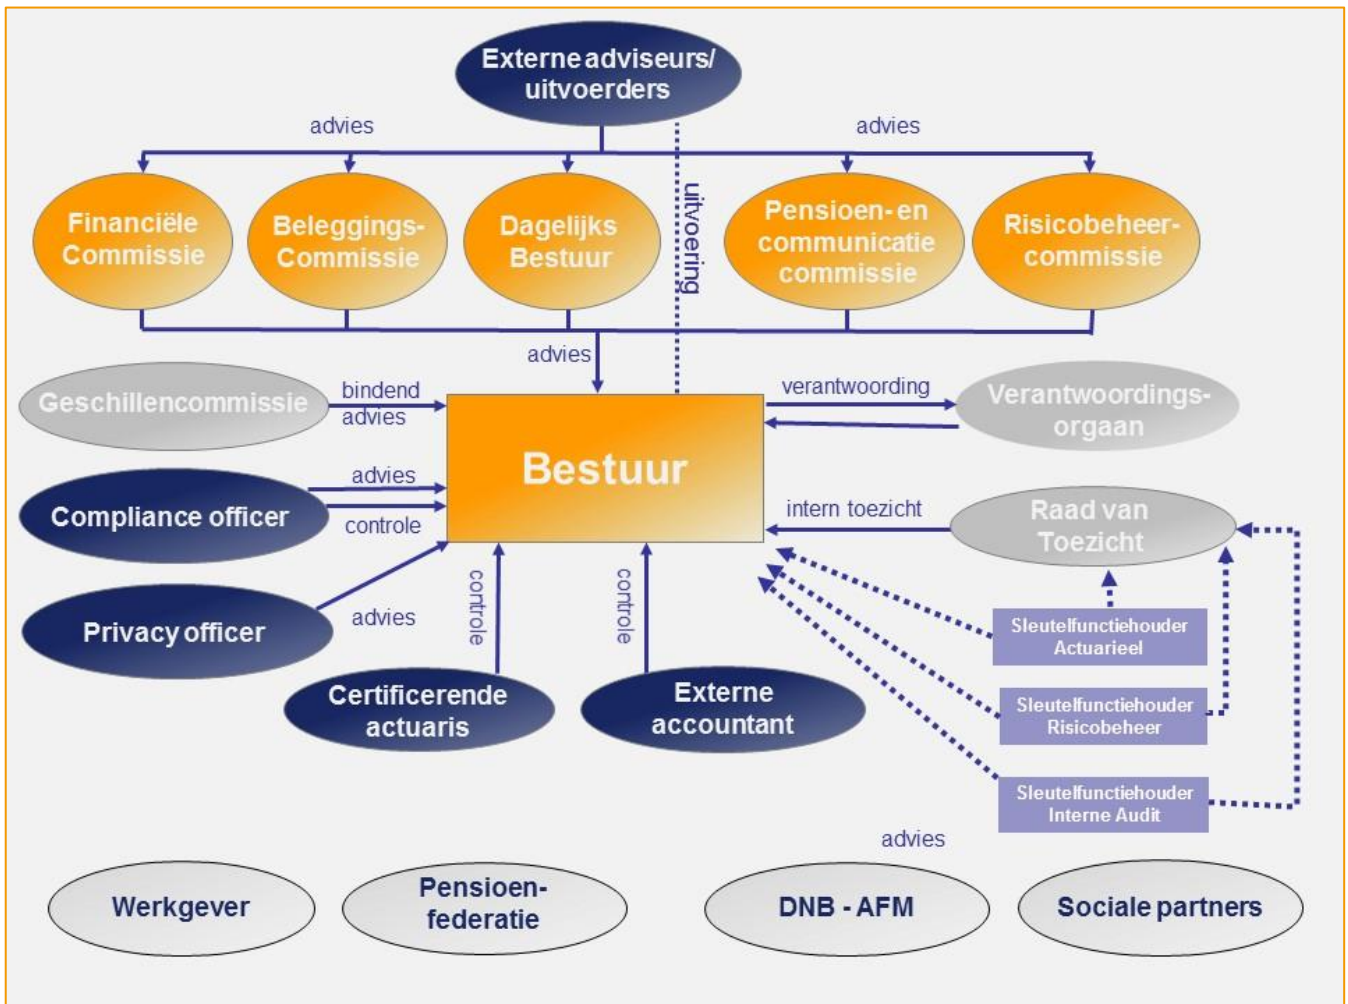 Externe adviseurs/
uitvoerders
advies
advies
Financiële
Commissie
Beleggings-
Commissie
Dagelijks
Bestuur
uitvoering
Pensioen- en
communicatie
commissie
Risicobeheer-
commissie
advies
Geschillencommissie
bindend
advies
verantwoording
Verantwoordings-
orgaan
Bestuur
advies
Compliance officer
controle
intern toezicht
Raad van
Toezicht
Privacy officer
advies
controle
controle
Sleutelfunctiehouder
Actuarieel
Certificerende
actuaris
Externe
accountant
Sleutelfunctiehouder
Risicobeheer
Sleutelfunctiehouder
Interne Audit
advies
Werkgever
Pensioen-
federatie
DNB - AFM
Sociale partners